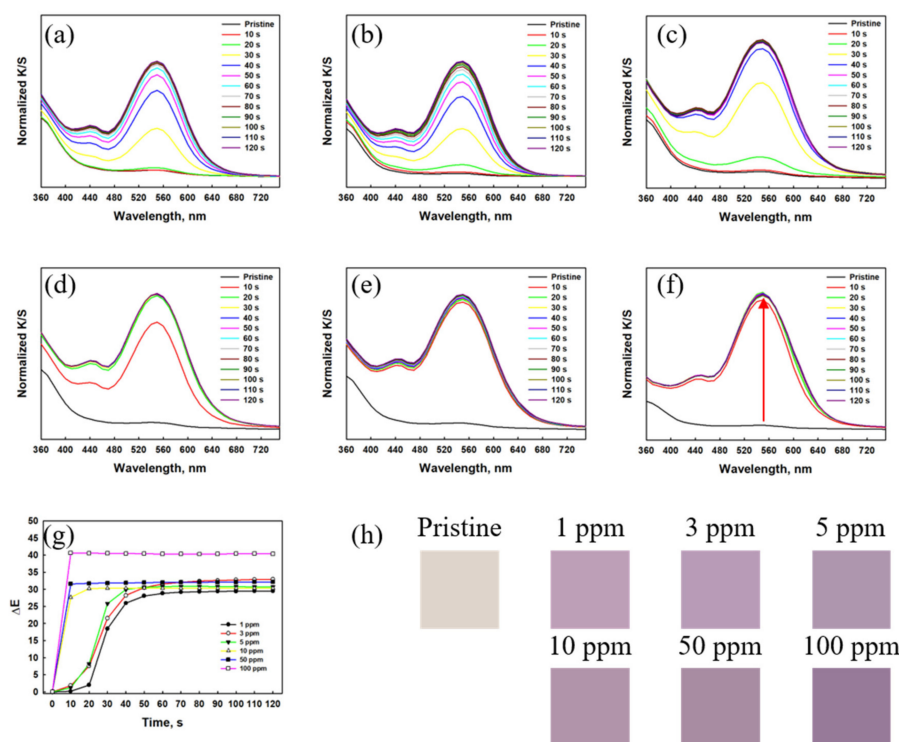 (a)
Normalized K/S
Pristine
10 s
20 s
30 s
40 s
50 s
60 s
70 s
80 s
90 s
100 s
110 s
120 s
360 400 440 480 520 560 600 640 680 720
Wavelength, nm
(b)
Normalized K/S
Pristine
10 s
20 s
30 s
40 s
50 s
60 s
70 s
80 s
90 s
100 s
110 s
120 s
360 400 440 480 520 560 600 640 680 720
Wavelength, nm
(c)
Normalized K/S
Pristine
10 s
20 s
30 s
40 s
50 s
60 s
70 s
80 s
90 s
100 s
110 s
120 s
360 400 440 480 520 560 600 640 680 720
Wavelength, nm
(d)
Normalized K/S
Pristine
10 s
20 s
30 s
40 s
50 s
60 s
70 s
80 s
90 s
100 s
110 s
120 s
360 400 440 480 520 560 600 640 680 720
Wavelength, nm
(e)
Normalized K/S
Pristine
10 s
20 s
30 s
40 s
50 s
60 s
70 s
80 s
90 s
100 s
110 s
120 s
360 400 440 480 520 560 600 640 680 720
Wavelength, nm
(f)
Normalized K/S
Pristine
10 s
20 s
30 s
40 s
50 s
60 s
70 s
80 s
90 s
100 s
110 s
120 s
360 400 440 480 520 560 600 640 680 720
Wavelength, nm
(g)
ΔE
50
45
40
35
30
25
20
15
10
5
0
1 ppm
3 ppm
5 ppm
10 ppm
50 ppm
100 ppm
0 10 20 30 40 50 60 70 80 90 100 110 120
Time, s
(h)
Pristine 1 ppm 3 ppm 5 ppm
10 ppm 50 ppm 100 ppm